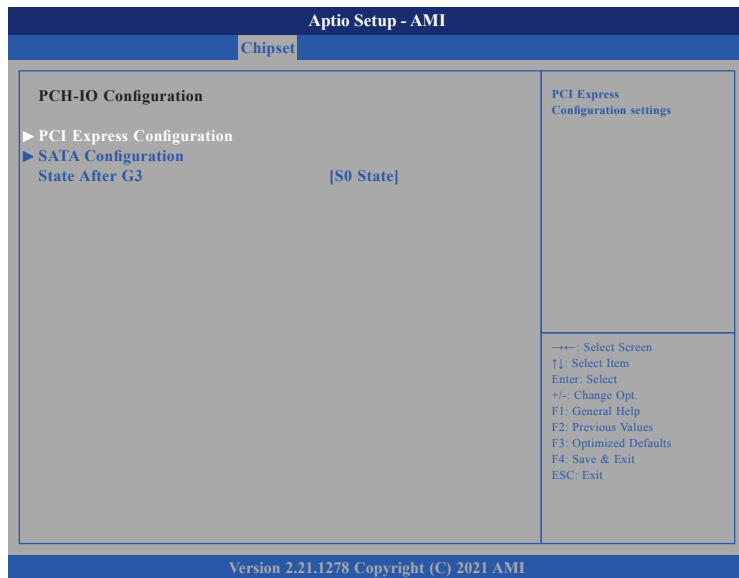 Aptio Setup - AMI
Chipset
PCH-IO Configuration
▶ PCI Express Configuration
▶ SATA Configuration
State After G3 [S0 State]
PCI Express
Configuration settings
→←: Select Screen
↑↓: Select Item
Enter: Select
+/-: Change Opt.
F1: General Help
F2: Previous Values
F3: Optimized Defaults
F4: Save & Exit
ESC: Exit
Version 2.21.1278 Copyright (C) 2021 AMI